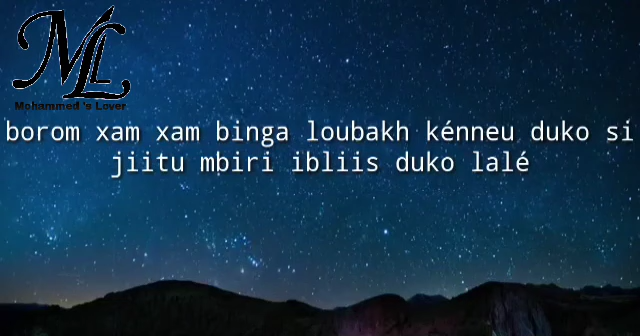 ML
Mohammed's Lover
borom xam xam binga loubakh kénneu duko si
jiitu mbiri ibliis duko lalé